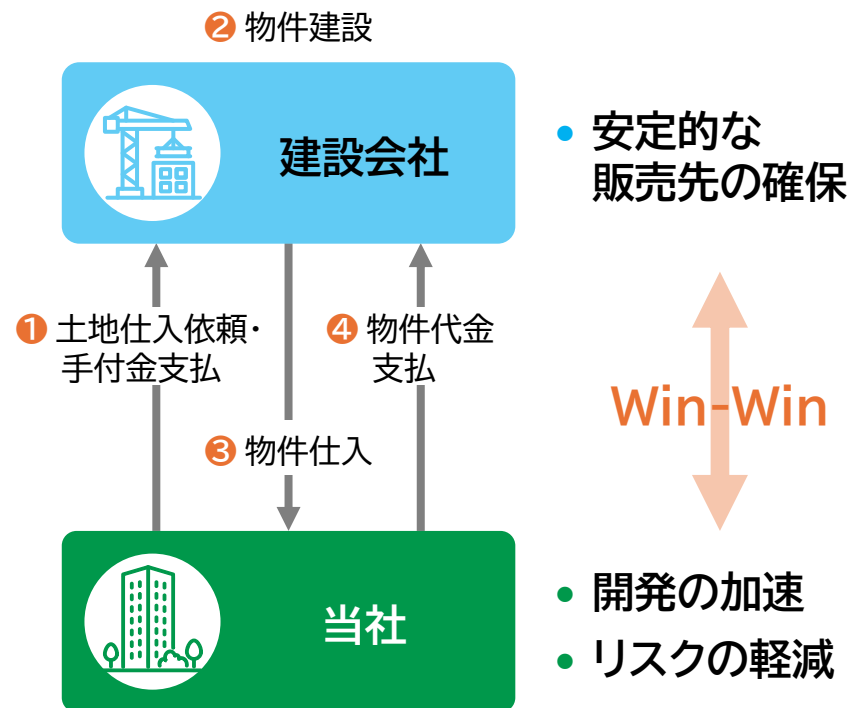 ❷ 物件建設
建設会社
• 安定的な
販売先の確保
❶ 土地仕入依頼・
手付金支払
❹ 物件代金
支払
Win-Win
❸ 物件仕入
当社
• 開発の加速
• リスクの軽減